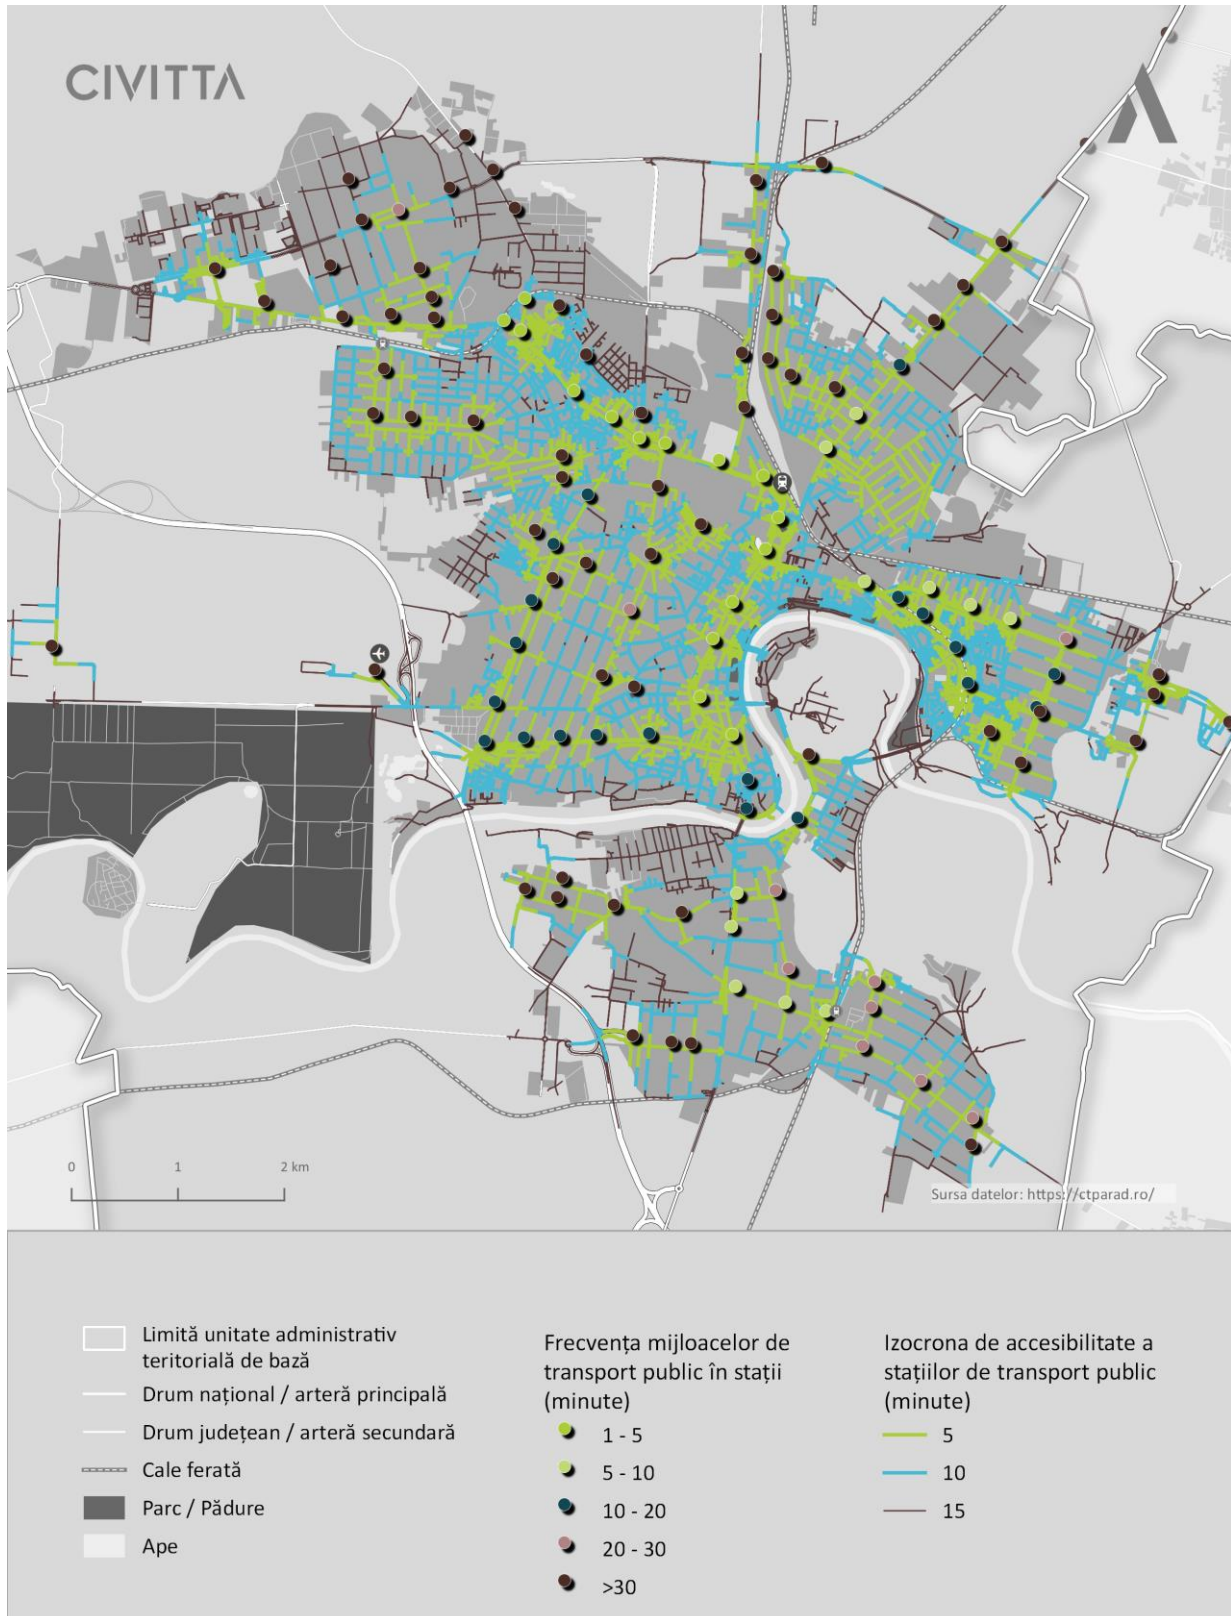 CIVITTA
0 1 2 km
Sursa datelor: https://ctparad.ro/
Limită unitate administrativ
teritorială de bază
Drum național / arteră principală
Drum județean / arteră secundară
Cale ferată
Parc / Pădure
Ape
Frecvența mijloacelor de
transport public în stații
(minute)
1 - 5
5 - 10
10 - 20
20 - 30
>30
Izocrona de accesibilitate a
stațiilor de transport public
(minute)
5
10
15